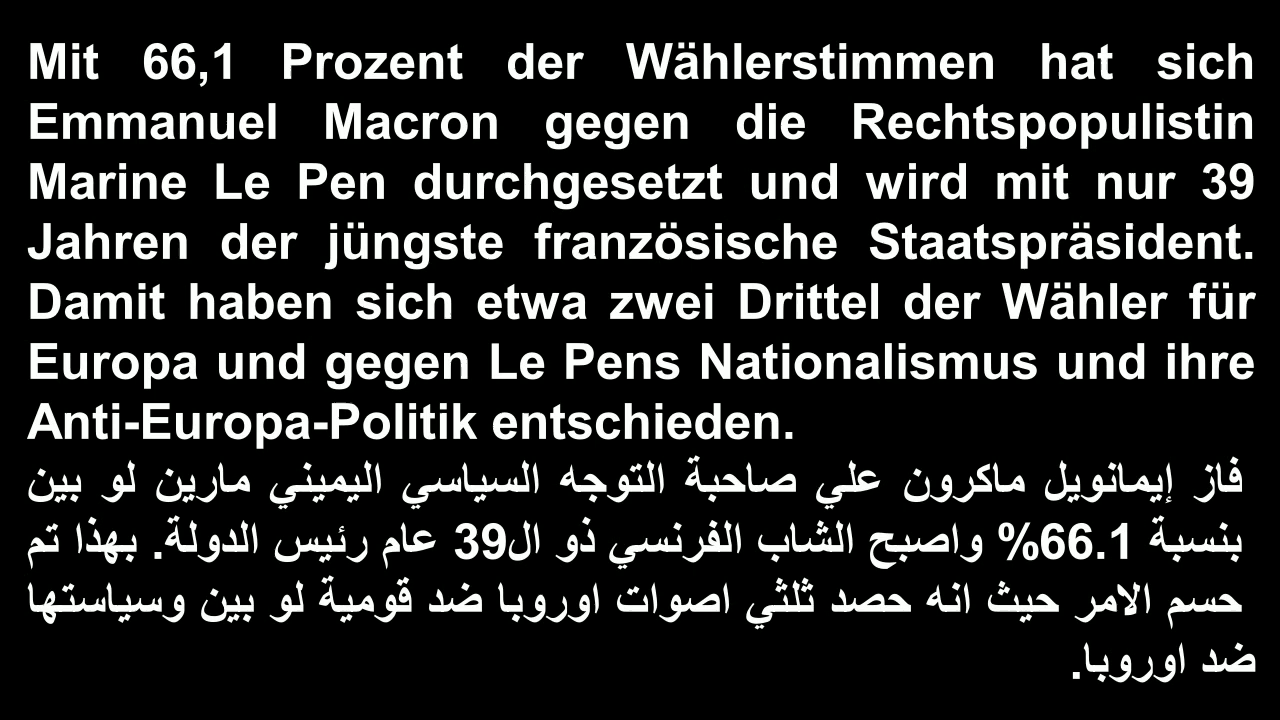 Mit 66,1 Prozent der Wählerstimmen hat sich
Emmanuel Macron gegen die Rechtspopulistin
Marine Le Pen durchgesetzt und wird mit nur 39
Jahren der jüngste französische Staatspräsident.
Damit haben sich etwa zwei Drittel der Wähler für
Europa und gegen Le Pens Nationalismus und ihre
Anti-Europa-Politik entschieden.
فاز إيمانويل ماكرون علي صاحبة التوجه السياسي اليميني مارين لو بين
بنسبة 66.1% واصبح الشاب الفرنسي ذو ال39 عام رئيس الدولة. بهذا تم
حسم الامر حيث انه حصد ثلثي اصوات اوروبا ضد قومية لو بين وسياستها
ضد اوروبا.